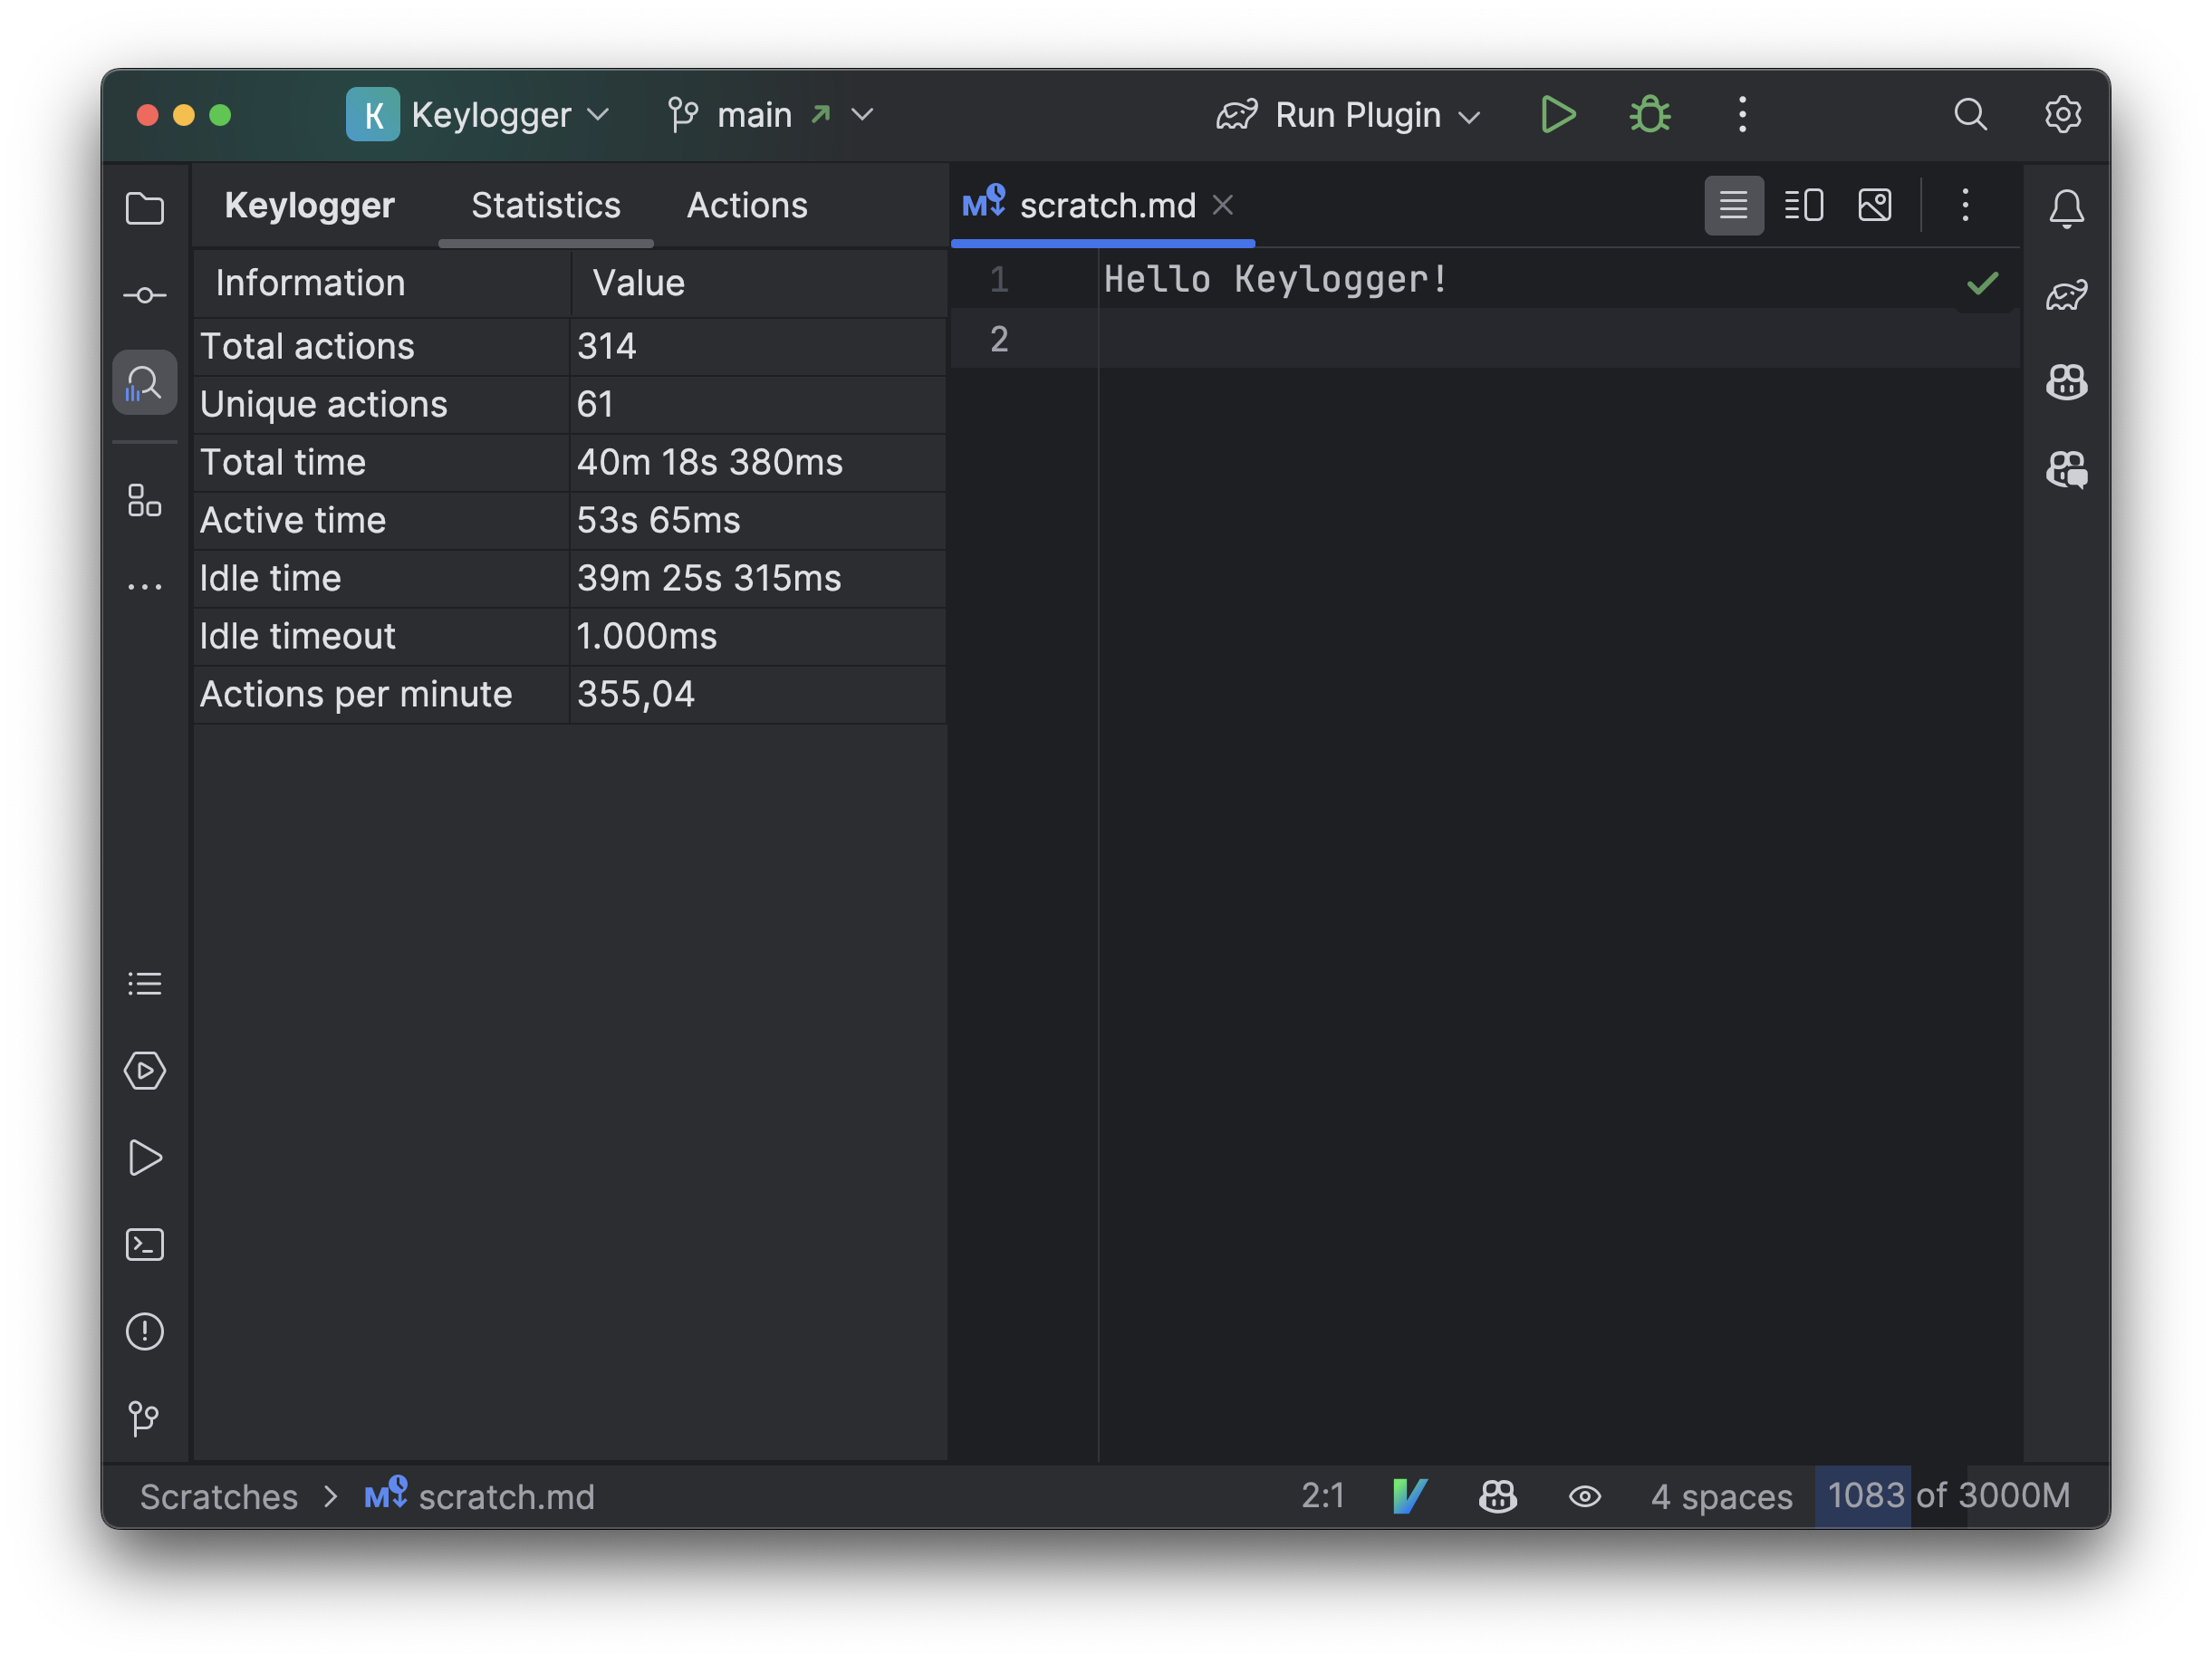 K Keylogger main Run Plugin
Keylogger Statistics Actions
Information Value
Total actions 314
Unique actions 61
Total time 40m 18s 380ms
Active time 53s 65ms
Idle time 39m 25s 315ms
Idle timeout 1.000ms
Actions per minute 355,04
M scratch.md
1 Hello Keylogger!
2
Scratches > M scratch.md 2:1 4 spaces 1083 of 3000M